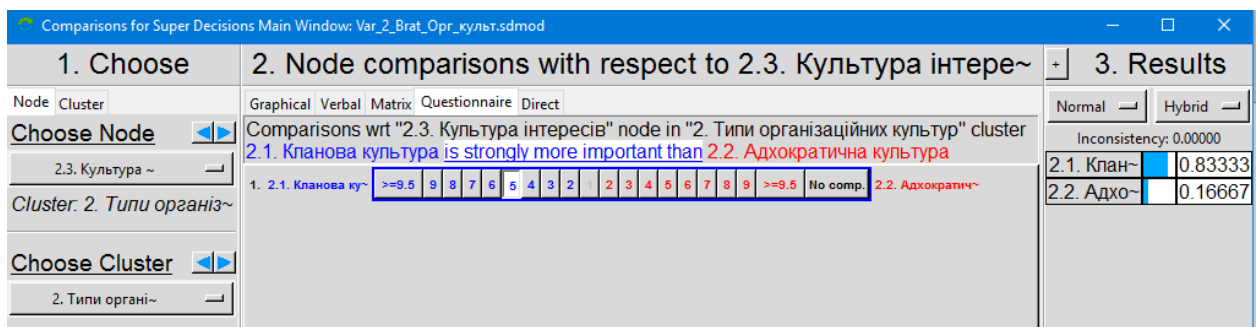 Comparisons for Super Decisions Main Window: Var_2_Brat_Opr_культ.sdmod
1. Choose
Node Cluster
Choose Node
2.3. Культура ~
Cluster: 2. Типи організ~
Choose Cluster
2. Типи органі~
2. Node comparisons with respect to 2.3. Культура інтере~
Graphical Verbal Matrix Questionnaire Direct
Comparisons wrt "2.3. Культура інтересів" node in "2. Типи організаційних культур" cluster
2.1. Кланова культура is strongly more important than 2.2. Адхократична культура
1. 2.1. Кланова ку~ >=9.5 9 8 7 6 5 4 3 2 1 2 3 4 5 6 7 8 9 >=9.5 No comp. 2.2. Адхократич~
+ 3. Results
Normal Hybrid
Inconsistency: 0.00000
2.1. Клан~ 0.83333
2.2. Адхо~ 0.16667